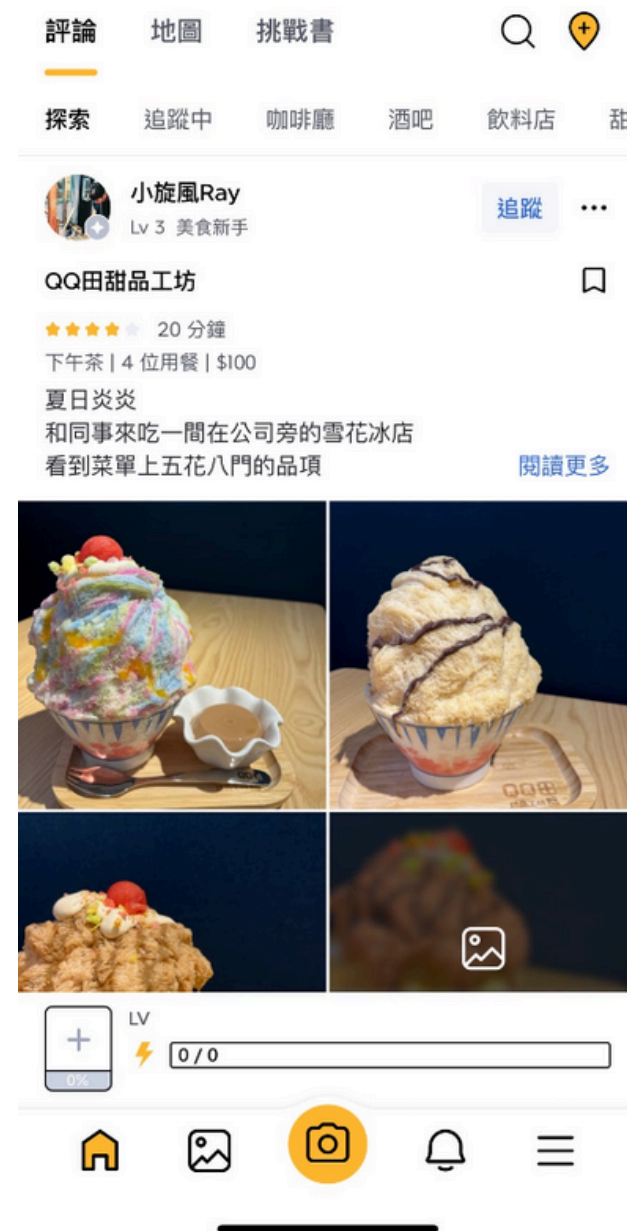 評論 地圖 挑戰書
探索 追蹤中 咖啡廳 酒吧 飲料店 甜
小旋風Ray
Lv 3 美食新手
追蹤
QQ田甜品工坊
20 分鐘
下午茶 | 4 位用餐 | $100
夏日炎炎
和同事來吃一間在公司旁的雪花冰店
看到菜單上五花八門的品項 閱讀更多
QQ田
LV
0 / 0
0%